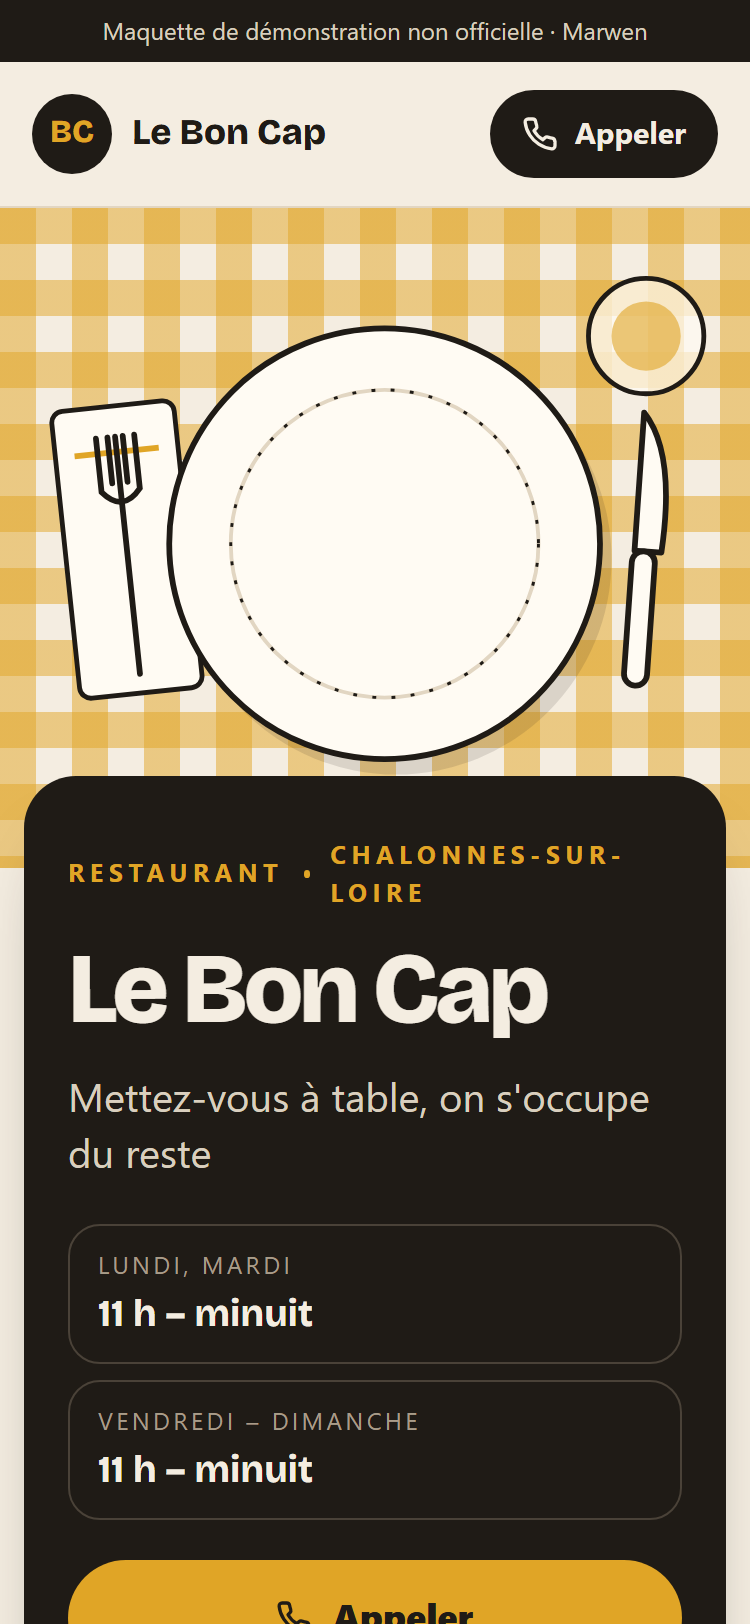 Maquette de démonstration non officielle · Marwen
BC
Le Bon Cap
Appeler
RESTAURANT • CHALONNES-SUR-
LOIRE
Le Bon Cap
Mettez-vous à table, on s'occupe
du reste
LUNDI, MARDI
11 h – minuit
VENDREDI – DIMANCHE
11 h – minuit
Appeler